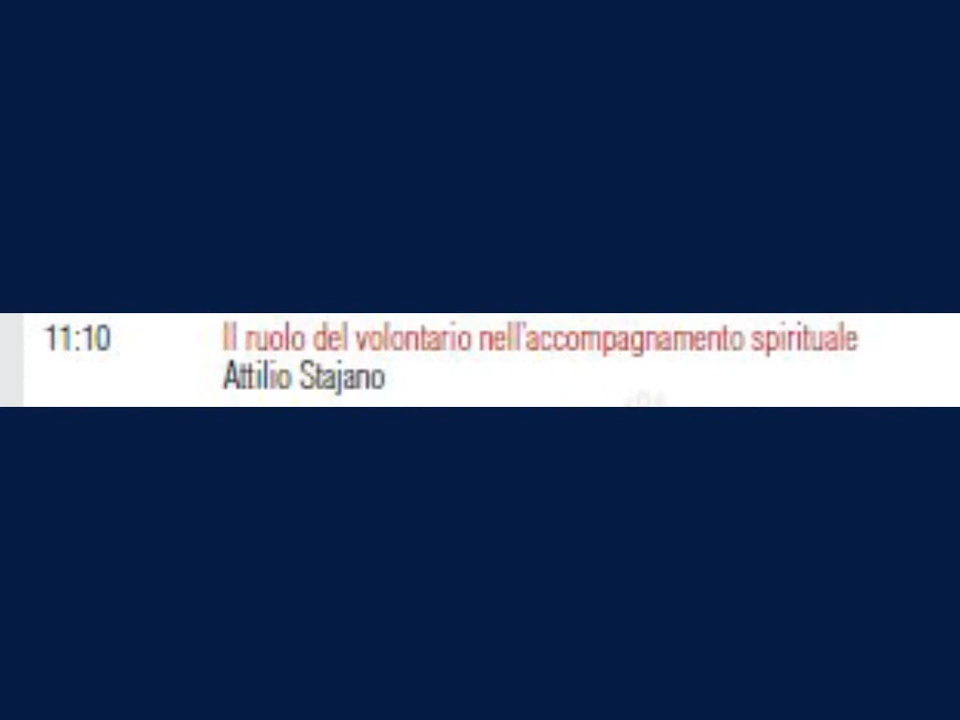 11:10 Il ruolo del volontario nell'accompagnamento spirituale
Attilio Stajano